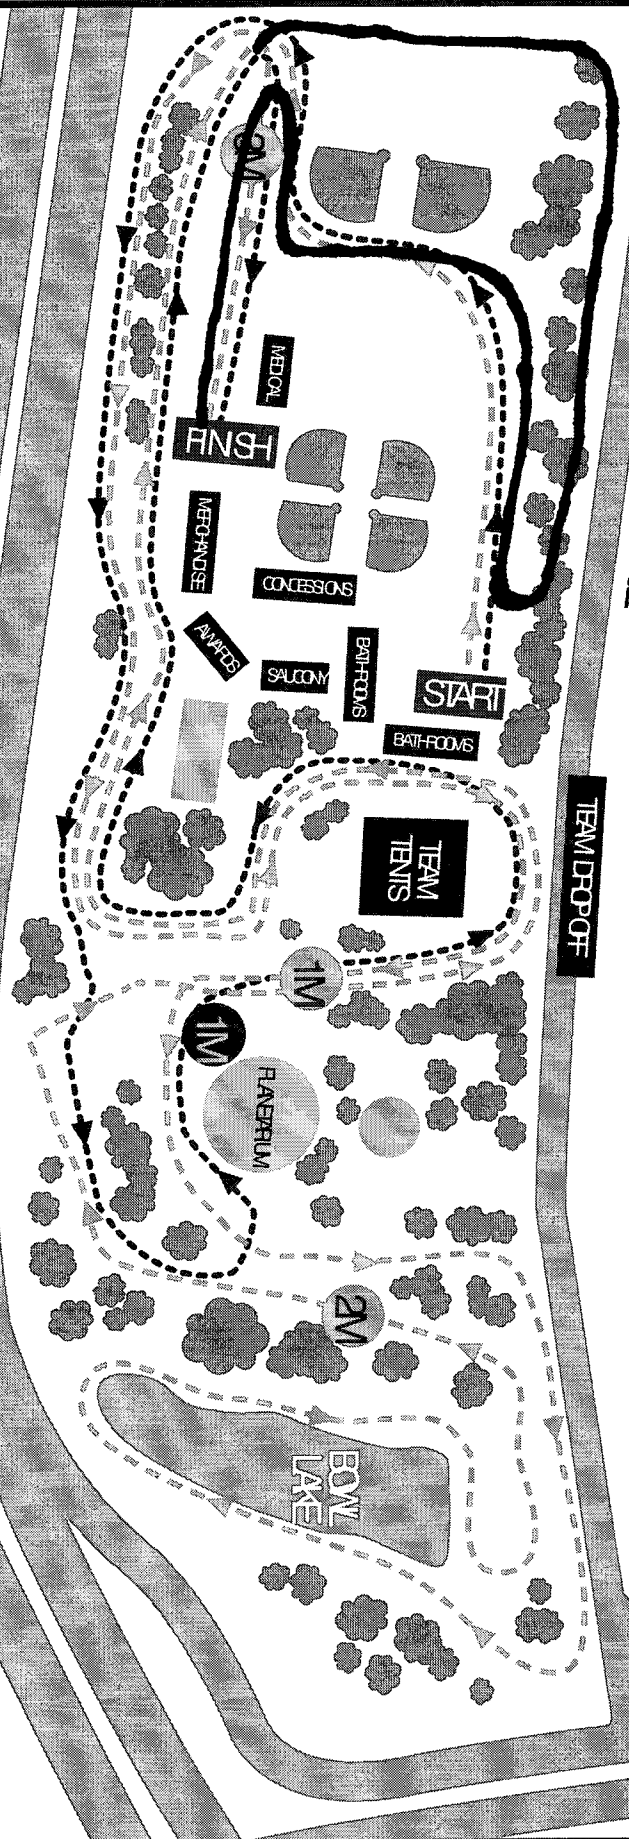 3M
MEDICAL
FINISH
MERCHANDISE
CONCESSIONS
AWARDS
SAUCONY
BATHROOMS
START
BATHROOMS
TEAM DROP OFF
TEAM
TENTS
1M
1M
PLANETARIUM
2M
BOWL
LAKE